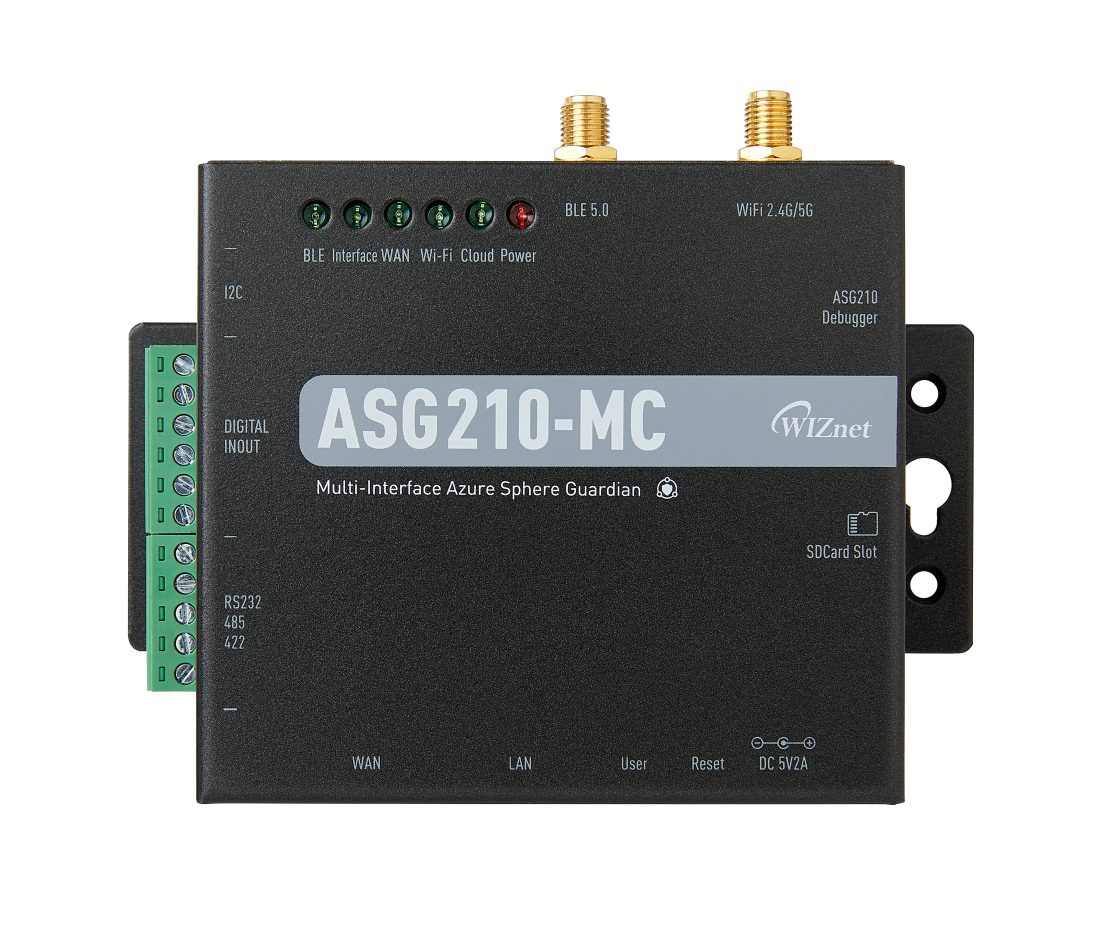 BLE 5.0
WiFi 2.4G/5G
BLE Interface WAN Wi-Fi Cloud Power
I2C
ASG210
Debugger
DIGITAL
INOUT
ASG210-MC
WIZnet
Multi-Interface Azure Sphere Guardian
SDCard Slot
RS232
485
422
WAN
LAN
User
Reset
DC 5V2A